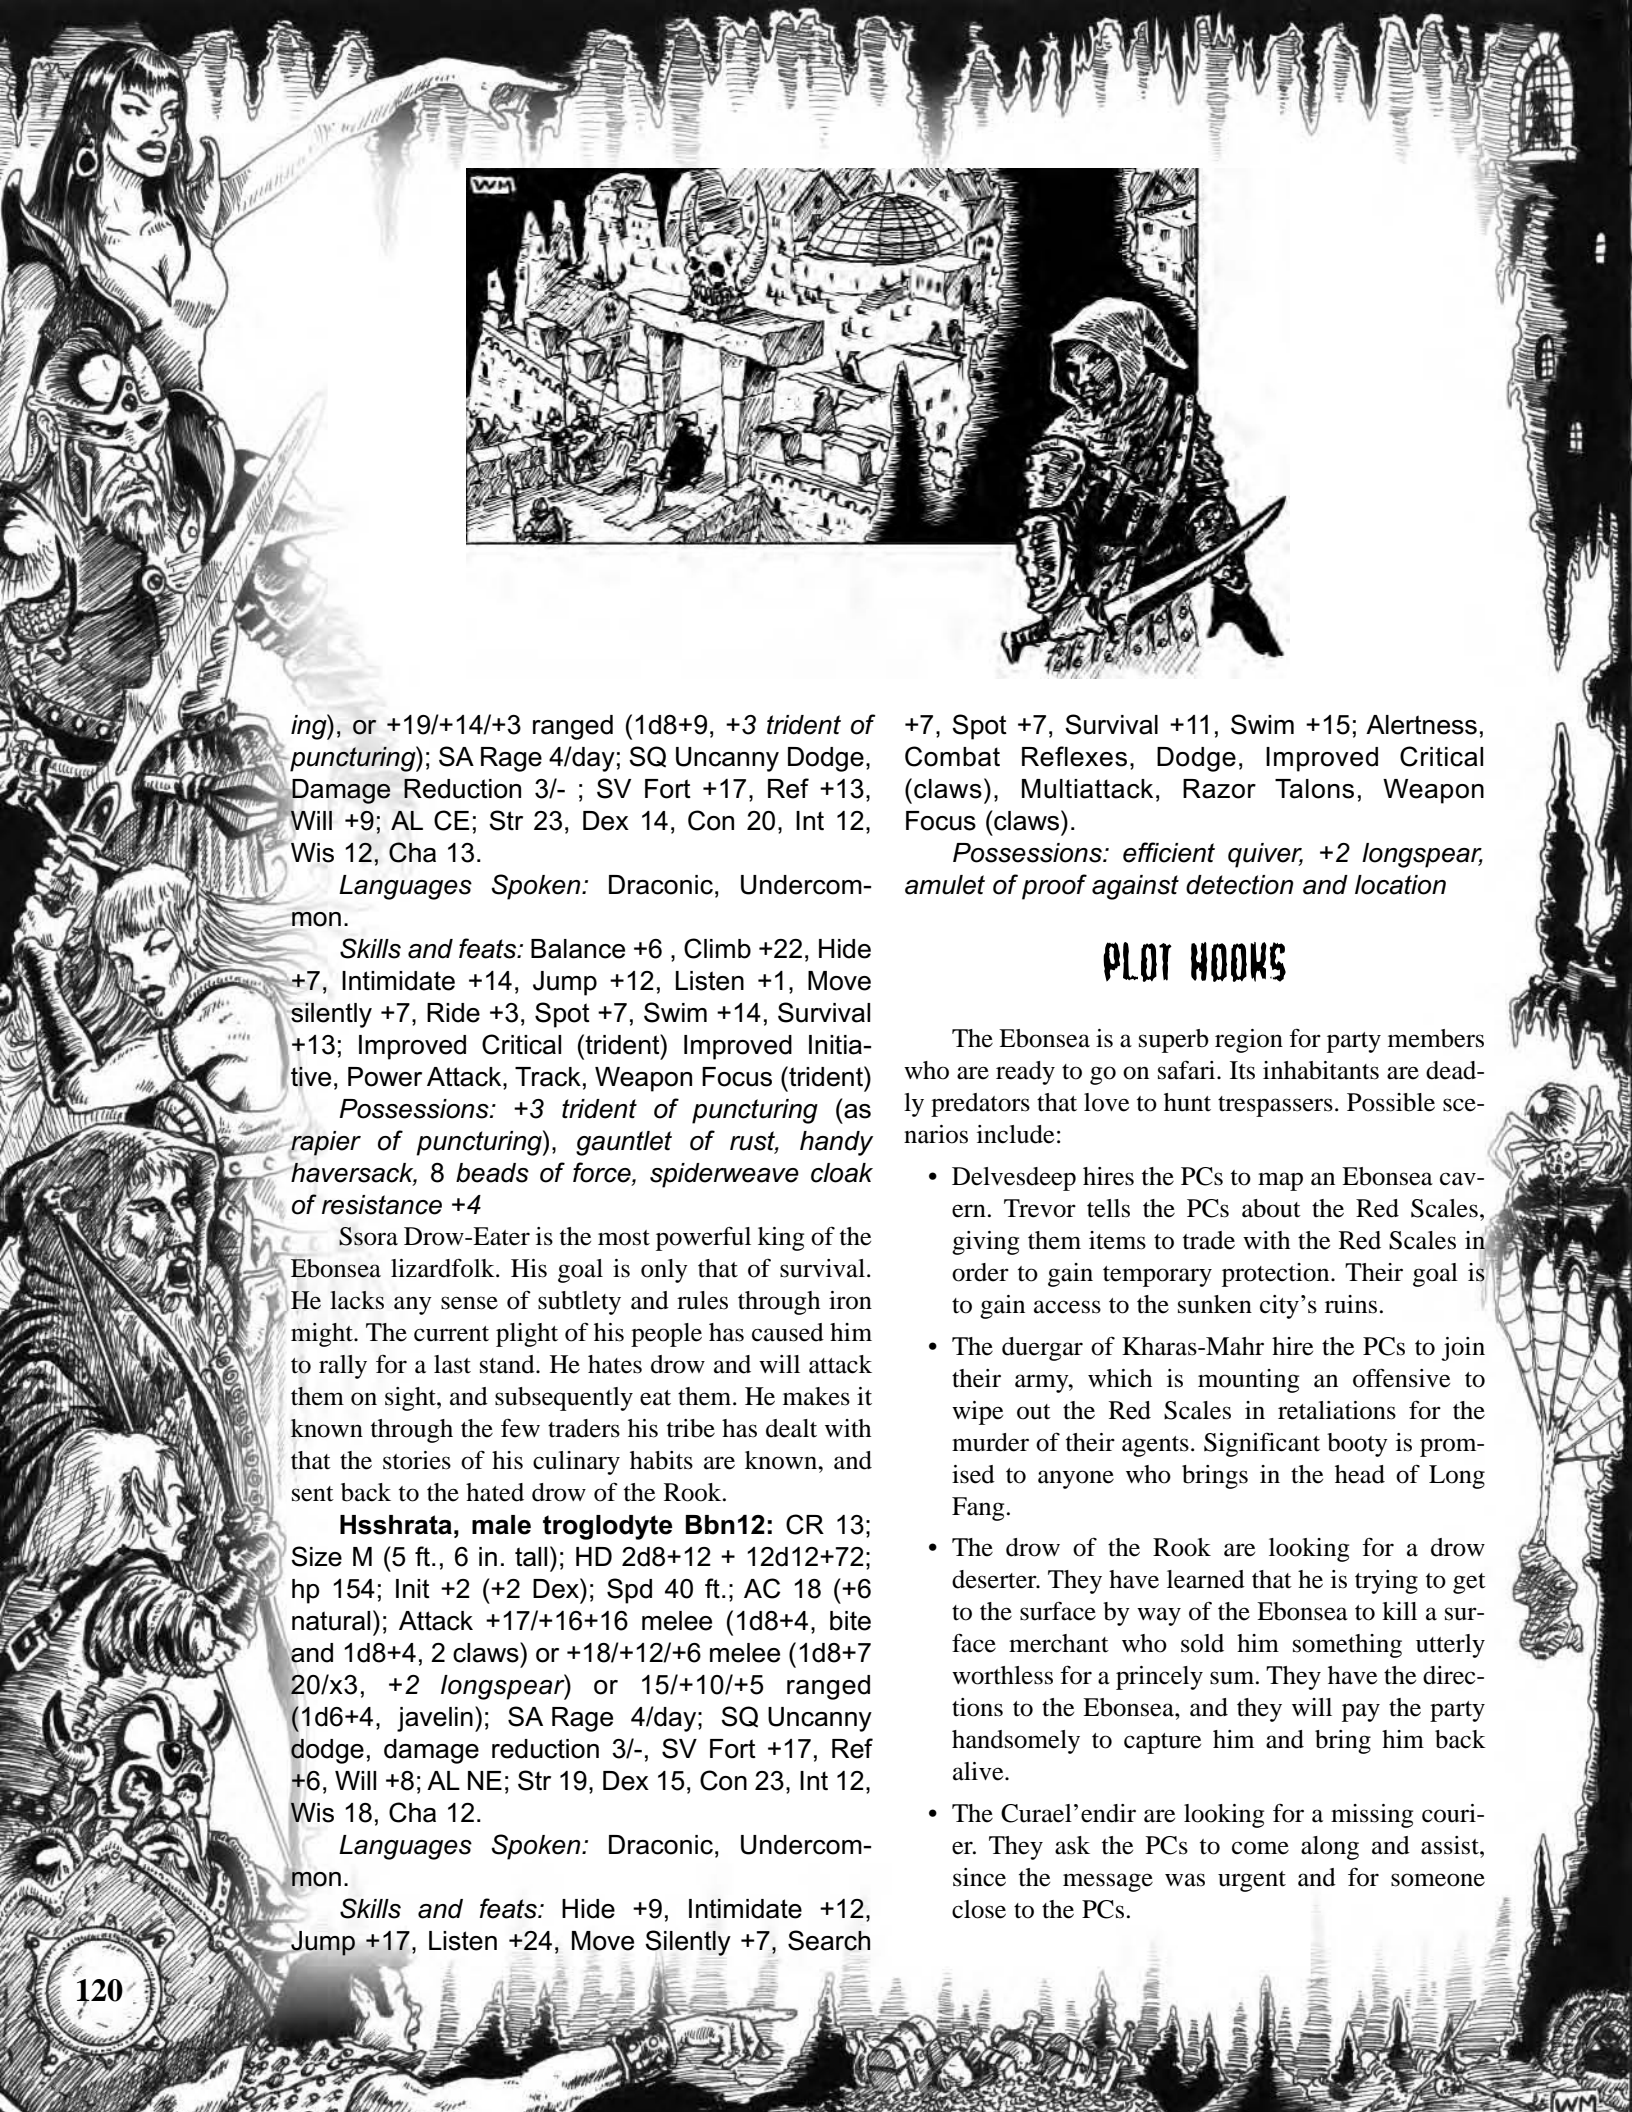 WM
ing), or +19/+14/+3 ranged (1d8+9, +3 trident of
puncturing); SA Rage 4/day; SQ Uncanny Dodge,
Damage Reduction 3/- ; SV Fort +17, Ref +13,
Will +9; AL CE; Str 23, Dex 14, Con 20, Int 12,
Wis 12, Cha 13.
Languages Spoken: Draconic, Undercom-
mon.
Skills and feats: Balance +6 , Climb +22, Hide
+7, Intimidate +14, Jump +12, Listen +1, Move
silently +7, Ride +3, Spot +7, Swim +14, Survival
+13; Improved Critical (trident) Improved Initia-
tive, Power Attack, Track, Weapon Focus (trident)
Possessions: +3 trident of puncturing (as
rapier of puncturing), gauntlet of rust, handy
haversack, 8 beads of force, spiderweave cloak
of resistance +4
Ssora Drow-Eater is the most powerful king of the
Ebonsea lizardfolk. His goal is only that of survival.
He lacks any sense of subtlety and rules through iron
might. The current plight of his people has caused him
to rally for a last stand. He hates drow and will attack
them on sight, and subsequently eat them. He makes it
known through the few traders his tribe has dealt with
that the stories of his culinary habits are known, and
sent back to the hated drow of the Rook.
Hsshrata, male troglodyte Bbn12: CR 13;
Size M (5 ft., 6 in. tall); HD 2d8+12 + 12d12+72;
hp 154; Init +2 (+2 Dex); Spd 40 ft.; AC 18 (+6
natural); Attack +17/+16+16 melee (1d8+4, bite
and 1d8+4, 2 claws) or +18/+12/+6 melee (1d8+7
20/x3, +2 longspear) or 15/+10/+5 ranged
(1d6+4, javelin); SA Rage 4/day; SQ Uncanny
dodge, damage reduction 3/-, SV Fort +17, Ref
+6, Will +8; AL NE; Str 19, Dex 15, Con 23, Int 12,
Wis 18, Cha 12.
Languages Spoken: Draconic, Undercom-
mon.
Skills and feats: Hide +9, Intimidate +12,
Jump +17, Listen +24, Move Silently +7, Search
+7, Spot +7, Survival +11, Swim +15; Alertness,
Combat Reflexes, Dodge, Improved Critical
(claws), Multiattack, Razor Talons, Weapon
Focus (claws).
Possessions: efficient quiver, +2 longspear,
amulet of proof against detection and location
PLOT HOOKS
The Ebonsea is a superb region for party members
who are ready to go on safari. Its inhabitants are dead-
ly predators that love to hunt trespassers. Possible sce-
narios include:
• Delvesdeep hires the PCs to map an Ebonsea cav-
ern. Trevor tells the PCs about the Red Scales,
giving them items to trade with the Red Scales in
order to gain temporary protection. Their goal is
to gain access to the sunken city's ruins.
• The duergar of Kharas-Mahr hire the PCs to join
their army, which is mounting an offensive to
wipe out the Red Scales in retaliations for the
murder of their agents. Significant booty is prom-
ised to anyone who brings in the head of Long
Fang.
• The drow of the Rook are looking for a drow
deserter. They have learned that he is trying to get
to the surface by way of the Ebonsea to kill a sur-
face merchant who sold him something utterly
worthless for a princely sum. They have the direc-
tions to the Ebonsea, and they will pay the party
handsomely to capture him and bring him back
alive.
• The Curael'endir are looking for a missing couri-
er. They ask the PCs to come along and assist,
since the message was urgent and for someone
close to the PCs.
120
WM